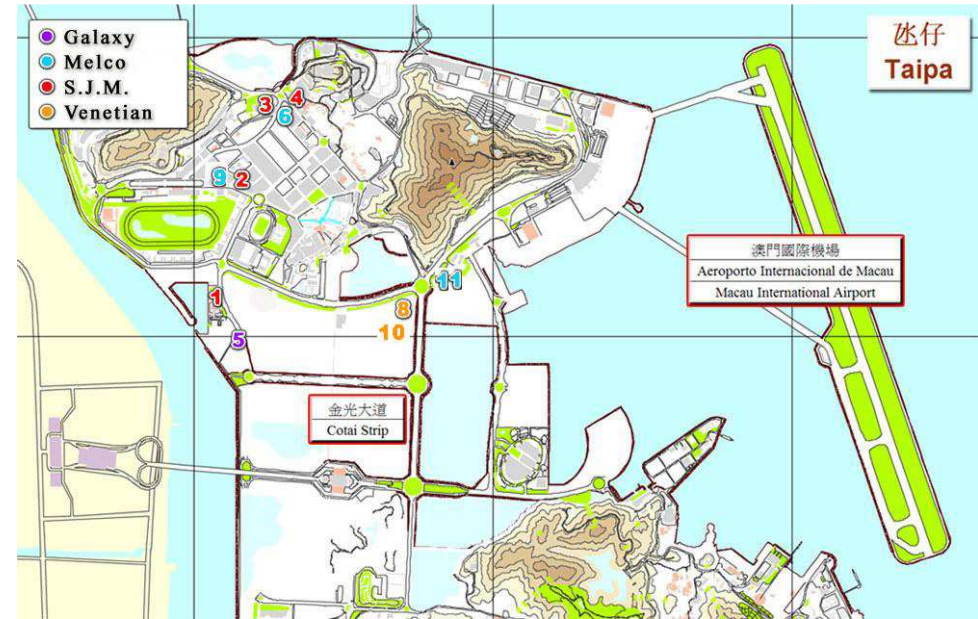 Galaxy
Melco
S.J.M.
Venetian
氹仔
Taipa
3
4
6
9
2
澳門國際機場
Aeroporto Internacional de Macau
Macau International Airport
11
1
8
10
5
金光大道
Cotai Strip